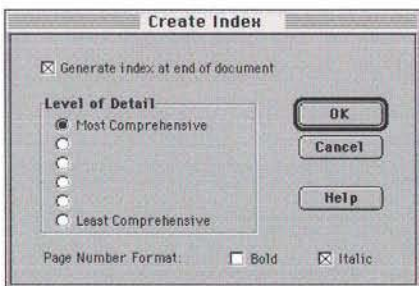 Create Index
Generate index at end of document
Level of Detail
Most Comprehensive
Least Comprehensive
OK
Cancel
Help
Page Number Format:
Bold
Italic